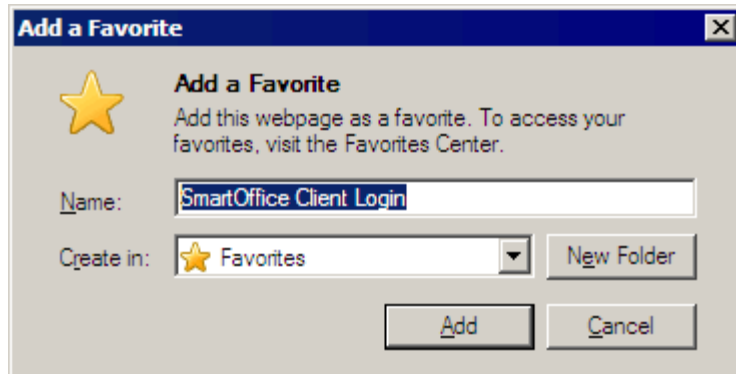 Add a Favorite
Add a Favorite
Add this webpage as a favorite. To access your
favorites, visit the Favorites Center.
Name:
SmartOffice Client Login
Create in:
Favorites
New Folder
Add
Cancel